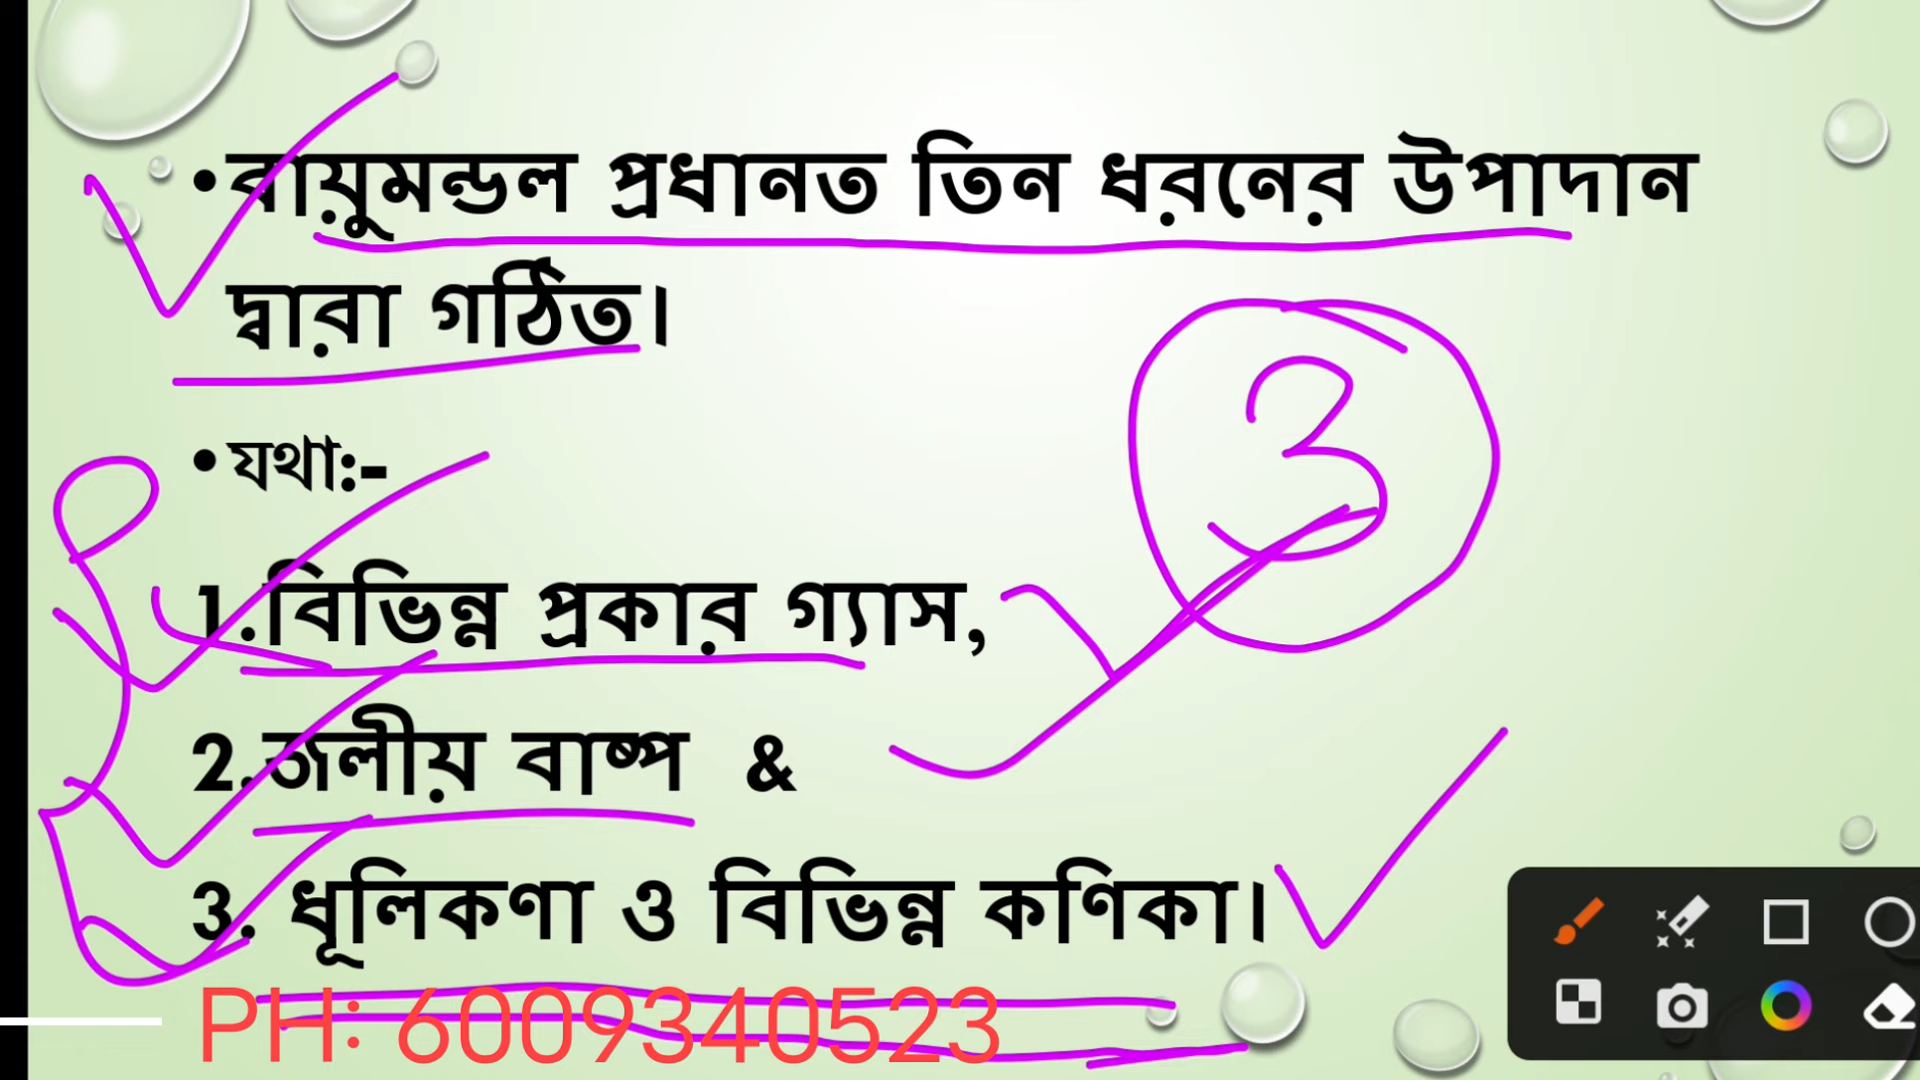 •বায়ুমন্ডল প্রধানত তিন ধরনের উপাদান
দ্বারা গঠিত।
3
•যথা:-
1.বিভিন্ন প্রকার গ্যাস,
2.জলীয় বাষ্প &
3. ধূলিকণা ও বিভিন্ন কণিকা।
PH: 6009340523